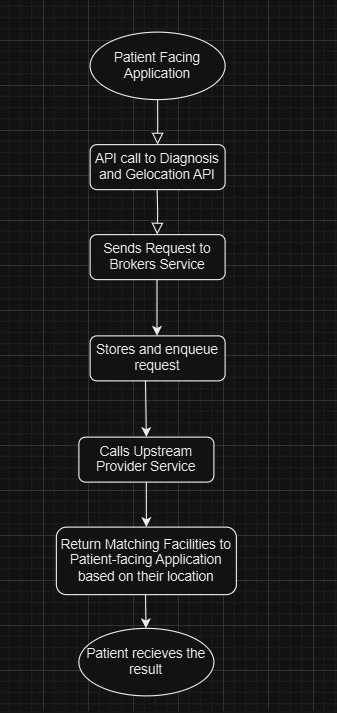 Patient Facing
Application
API call to Diagnosis
and Gelocation API
Sends Request to
Brokers Service
Stores and enqueue
request
Calls Upstream
Provider Service
Return Matching Facilities to
Patient-facing Application
based on their location
Patient recieves the
result